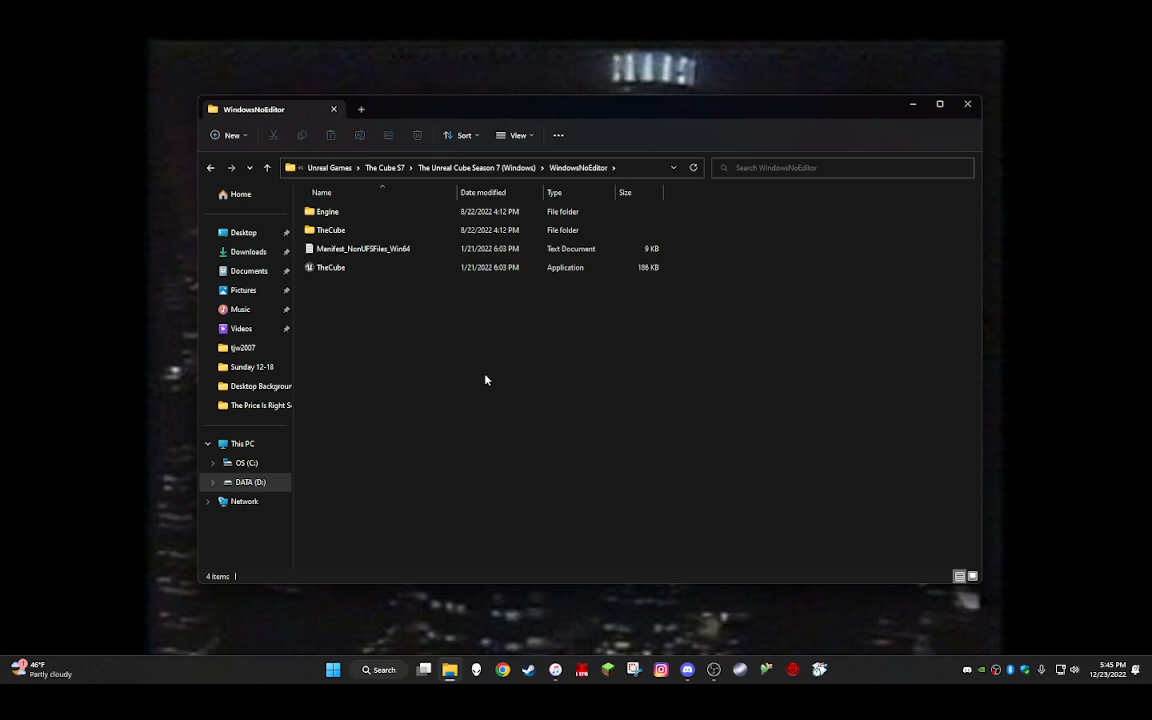 WindowsNoEditor
New
Sort
View
Unreal Games > The Cube S7 > The Unreal Cube Season 7 (Windows) > WindowsNoEditor >
Search WindowsNoEditor
Home
Desktop
Downloads
Documents
Pictures
Music
Videos
tjw2007
Sunday 12-18
Desktop Backgroun
The Price Is Right S
This PC
OS (C:)
DATA (D:)
Network
Name Date modified Type Size
Engine 8/22/2022 4:12 PM File folder
TheCube 8/22/2022 4:12 PM File folder
Manifest_NonUFSFiles_Win64 1/21/2022 6:03 PM Text Document 9 KB
TheCube 1/21/2022 6:03 PM Application 186 KB
4 items
46°F
Partly cloudy
Search
5:45 PM
12/23/2022